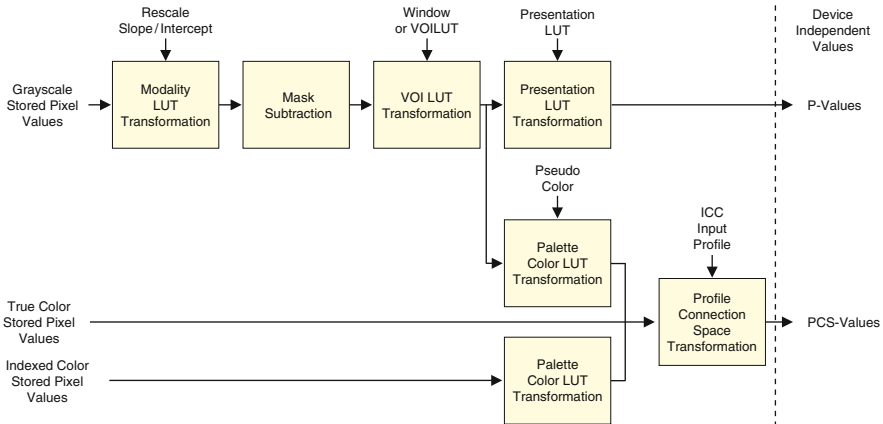 Rescale
Slope/Intercept
Window
or VOILUT
Presentation
LUT
Device
Independent
Values
Grayscale
Stored Pixel
Values
Modality
LUT
Transformation
Mask
Subtraction
VOI LUT
Transformation
Presentation
LUT
Transformation
P-Values
Pseudo
Color
Palette
Color LUT
Transformation
ICC
Input
Profile
True Color
Stored Pixel
Values
Profile
Connection
Space
Transformation
PCS-Values
Indexed Color
Stored Pixel
Values
Palette
Color LUT
Transformation